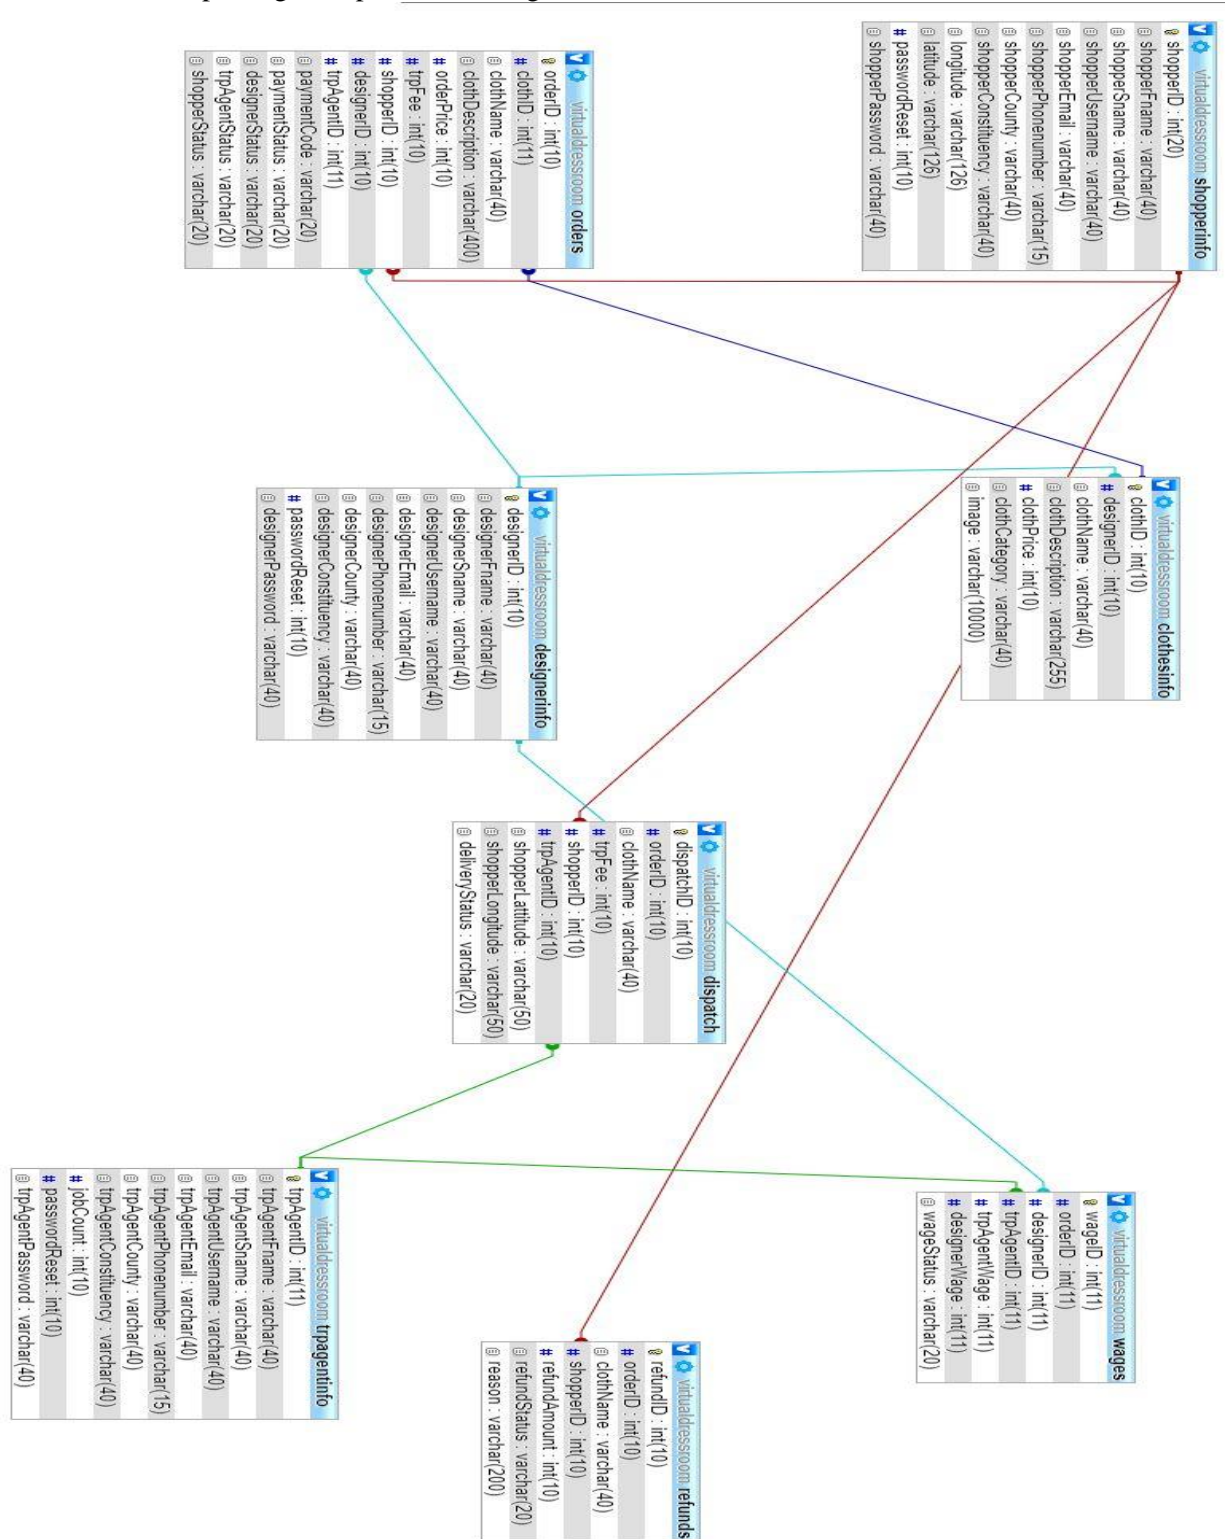 virtualdressroom shopperinfo
shopperID : int(20)
shopperFname : varchar(40)
shopperSname : varchar(40)
shopperUsername : varchar(40)
shopperEmail : varchar(40)
shopperPhonenumber : varchar(15)
shopperCounty : varchar(40)
shopperConstituency : varchar(40)
longitude : varchar(126)
latitude : varchar(126)
# passwordReset : int(10)
shopperPassword : varchar(40)
virtualdressroom clothesinfo
clothID : int(10)
# designerID : int(10)
clothName : varchar(40)
clothDescription : varchar(255)
# clothPrice : int(10)
clothCategory : varchar(40)
image : varchar(10000)
virtualdressroom wages
wageID : int(11)
# orderID : int(11)
# designerID : int(11)
# trpAgentID : int(11)
# trpAgentWage : int(11)
# designerWage : int(11)
wageStatus : varchar(20)
virtualdressroom dispatch
dispatchID : int(10)
# orderID : int(10)
clothName : varchar(40)
# trpFee : int(10)
# shopperID : int(10)
# trpAgentID : int(10)
shopperLattitude : varchar(50)
shopperLongitude : varchar(50)
deliveryStatus : varchar(20)
virtualdressroom refunds
refundID : int(10)
# orderID : int(10)
clothName : varchar(40)
# shopperID : int(10)
# refundAmount : int(10)
refundStatus : varchar(20)
reason : varchar(200)
virtualdressroom orders
orderID : int(10)
# clothID : int(11)
clothName : varchar(40)
clothDescription : varchar(400)
# orderPrice : int(10)
# trpFee : int(10)
# shopperID : int(10)
# designerID : int(10)
# trpAgentID : int(11)
paymentCode : varchar(20)
paymentStatus : varchar(20)
designerStatus : varchar(20)
trpAgentStatus : varchar(20)
shopperStatus : varchar(20)
virtualdressroom designerinfo
designerID : int(10)
designerFname : varchar(40)
designerSname : varchar(40)
designerUsername : varchar(40)
designerEmail : varchar(40)
designerPhonenumber : varchar(15)
designerCounty : varchar(40)
designerConstituency : varchar(40)
# passwordReset : int(10)
designerPassword : varchar(40)
virtualdressroom trpagentinfo
trpAgentID : int(11)
trpAgentFname : varchar(40)
trpAgentSname : varchar(40)
trpAgentUsername : varchar(40)
trpAgentEmail : varchar(40)
trpAgentPhonenumber : varchar(15)
trpAgentCounty : varchar(40)
trpAgentConstituency : varchar(40)
# jobCount : int(10)
# passwordReset : int(10)
trpAgentPassword : varchar(40)